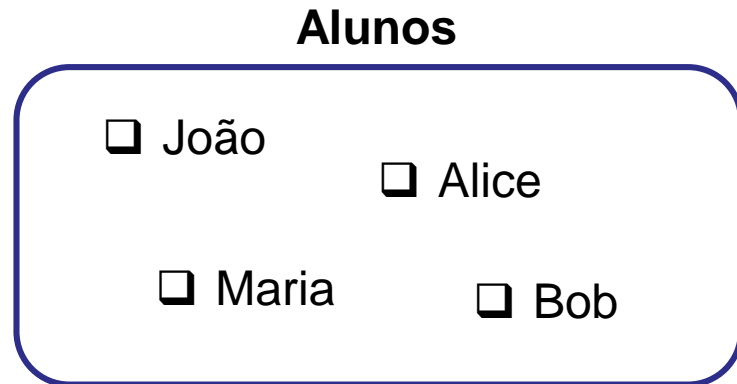 Alunos
❑ João
❑ Alice
❑ Maria
❑ Bob